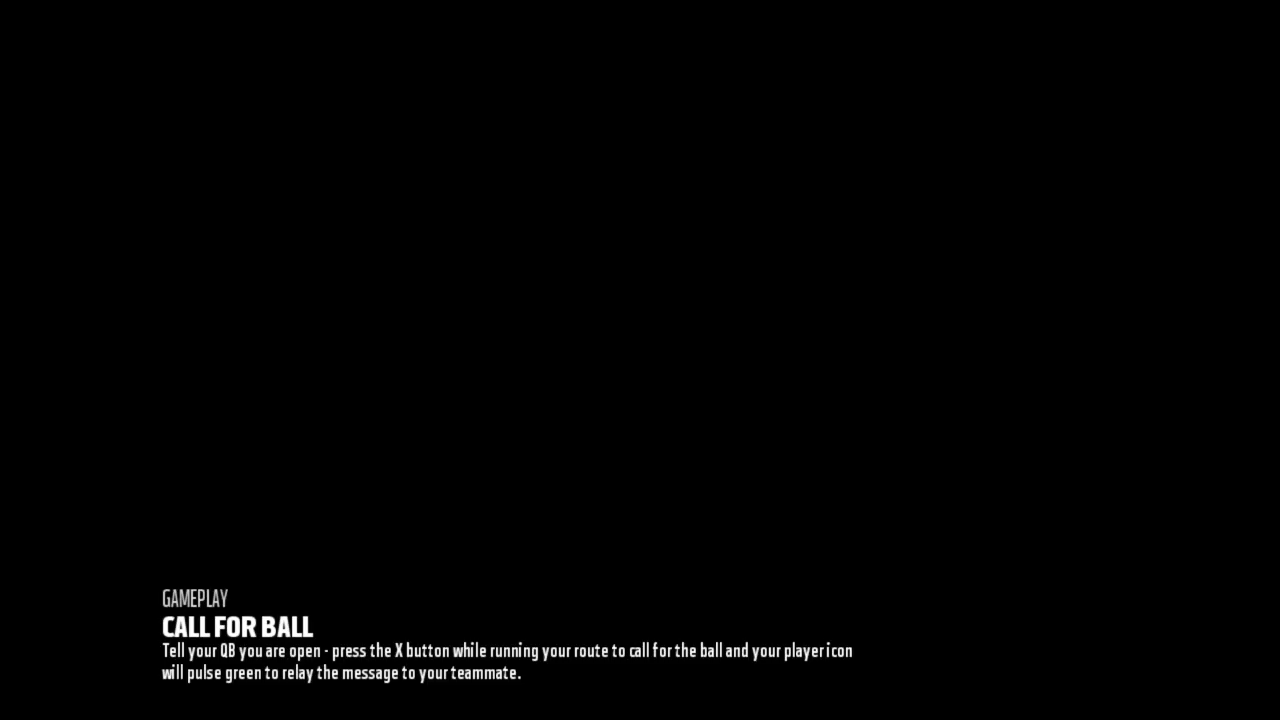 GAMEPLAY
CALL FOR BALL
Tell your QB you are open - press the X button while running your route to call for the ball and your player icon
will pulse green to relay the message to your teammate.